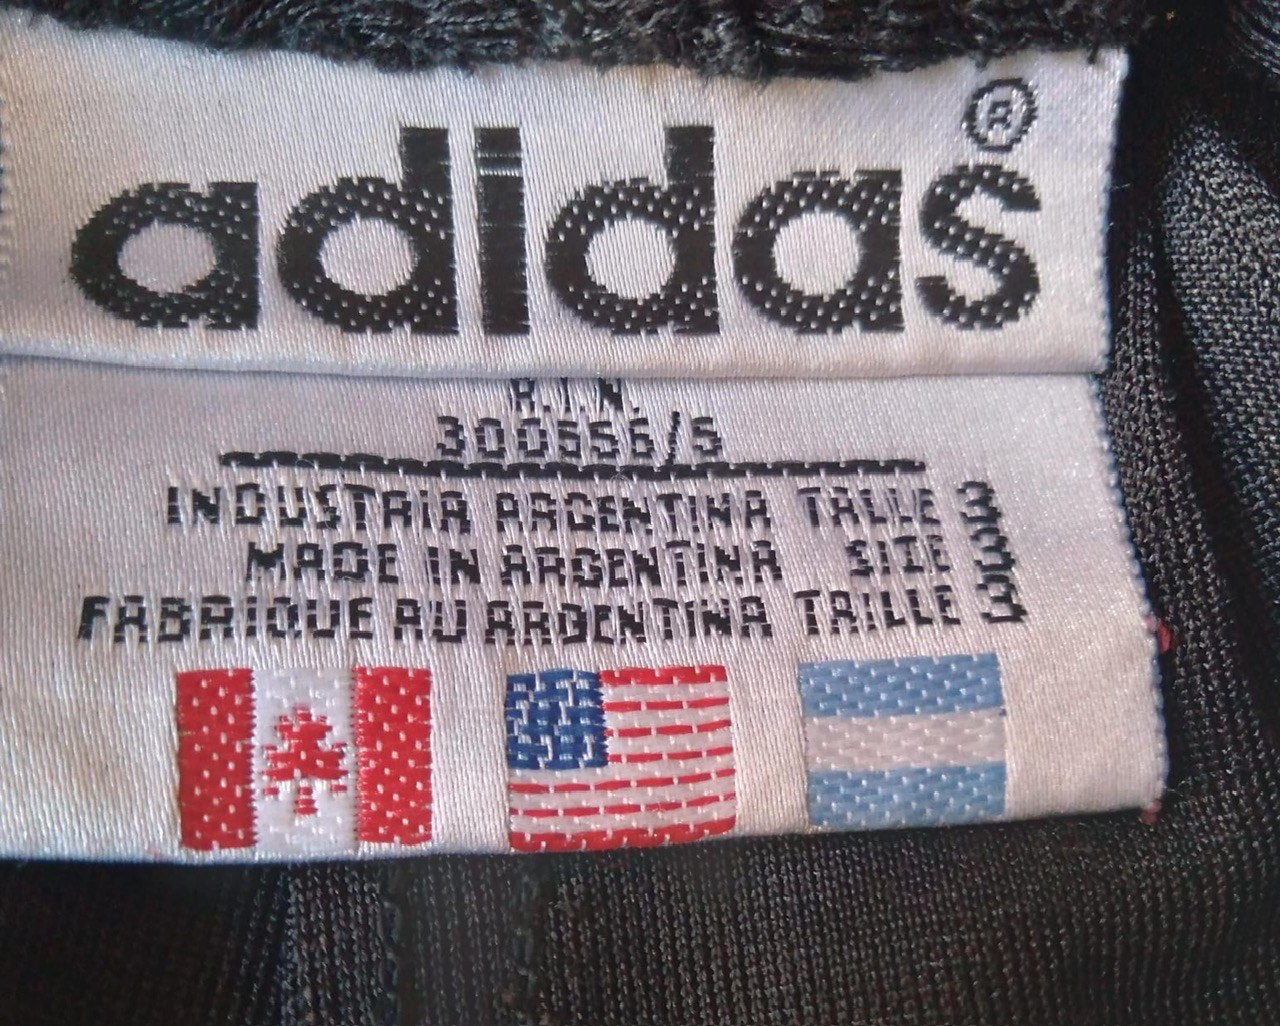 adidas®
R.I.N.
300556/5
INDUSTRIA ARGENTINA TALLE 3
MADE IN ARGENTINA SIZE 3
FABRIQUE AU ARGENTINA TAILLE 3